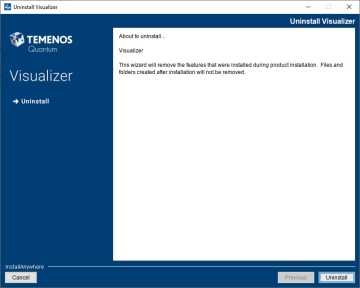 Uninstall Visualizer
Uninstall Visualizer
TEMENOS
Quantum
Visualizer
Uninstall
About to uninstall...
Visualizer
This wizard will remove the features that were installed during product installation. Files and
folders created after installation will not be removed.
InstallAnywhere
Cancel
Previous
Uninstall